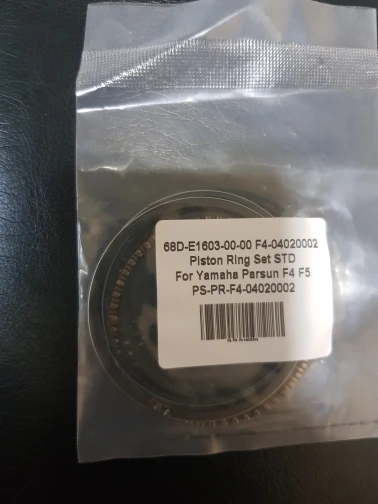 68D-E1603-00-00 F4-04020002
Piston Ring Set STD
For Yamaha Parsun F4 F5
PS-PR-F4-04020002